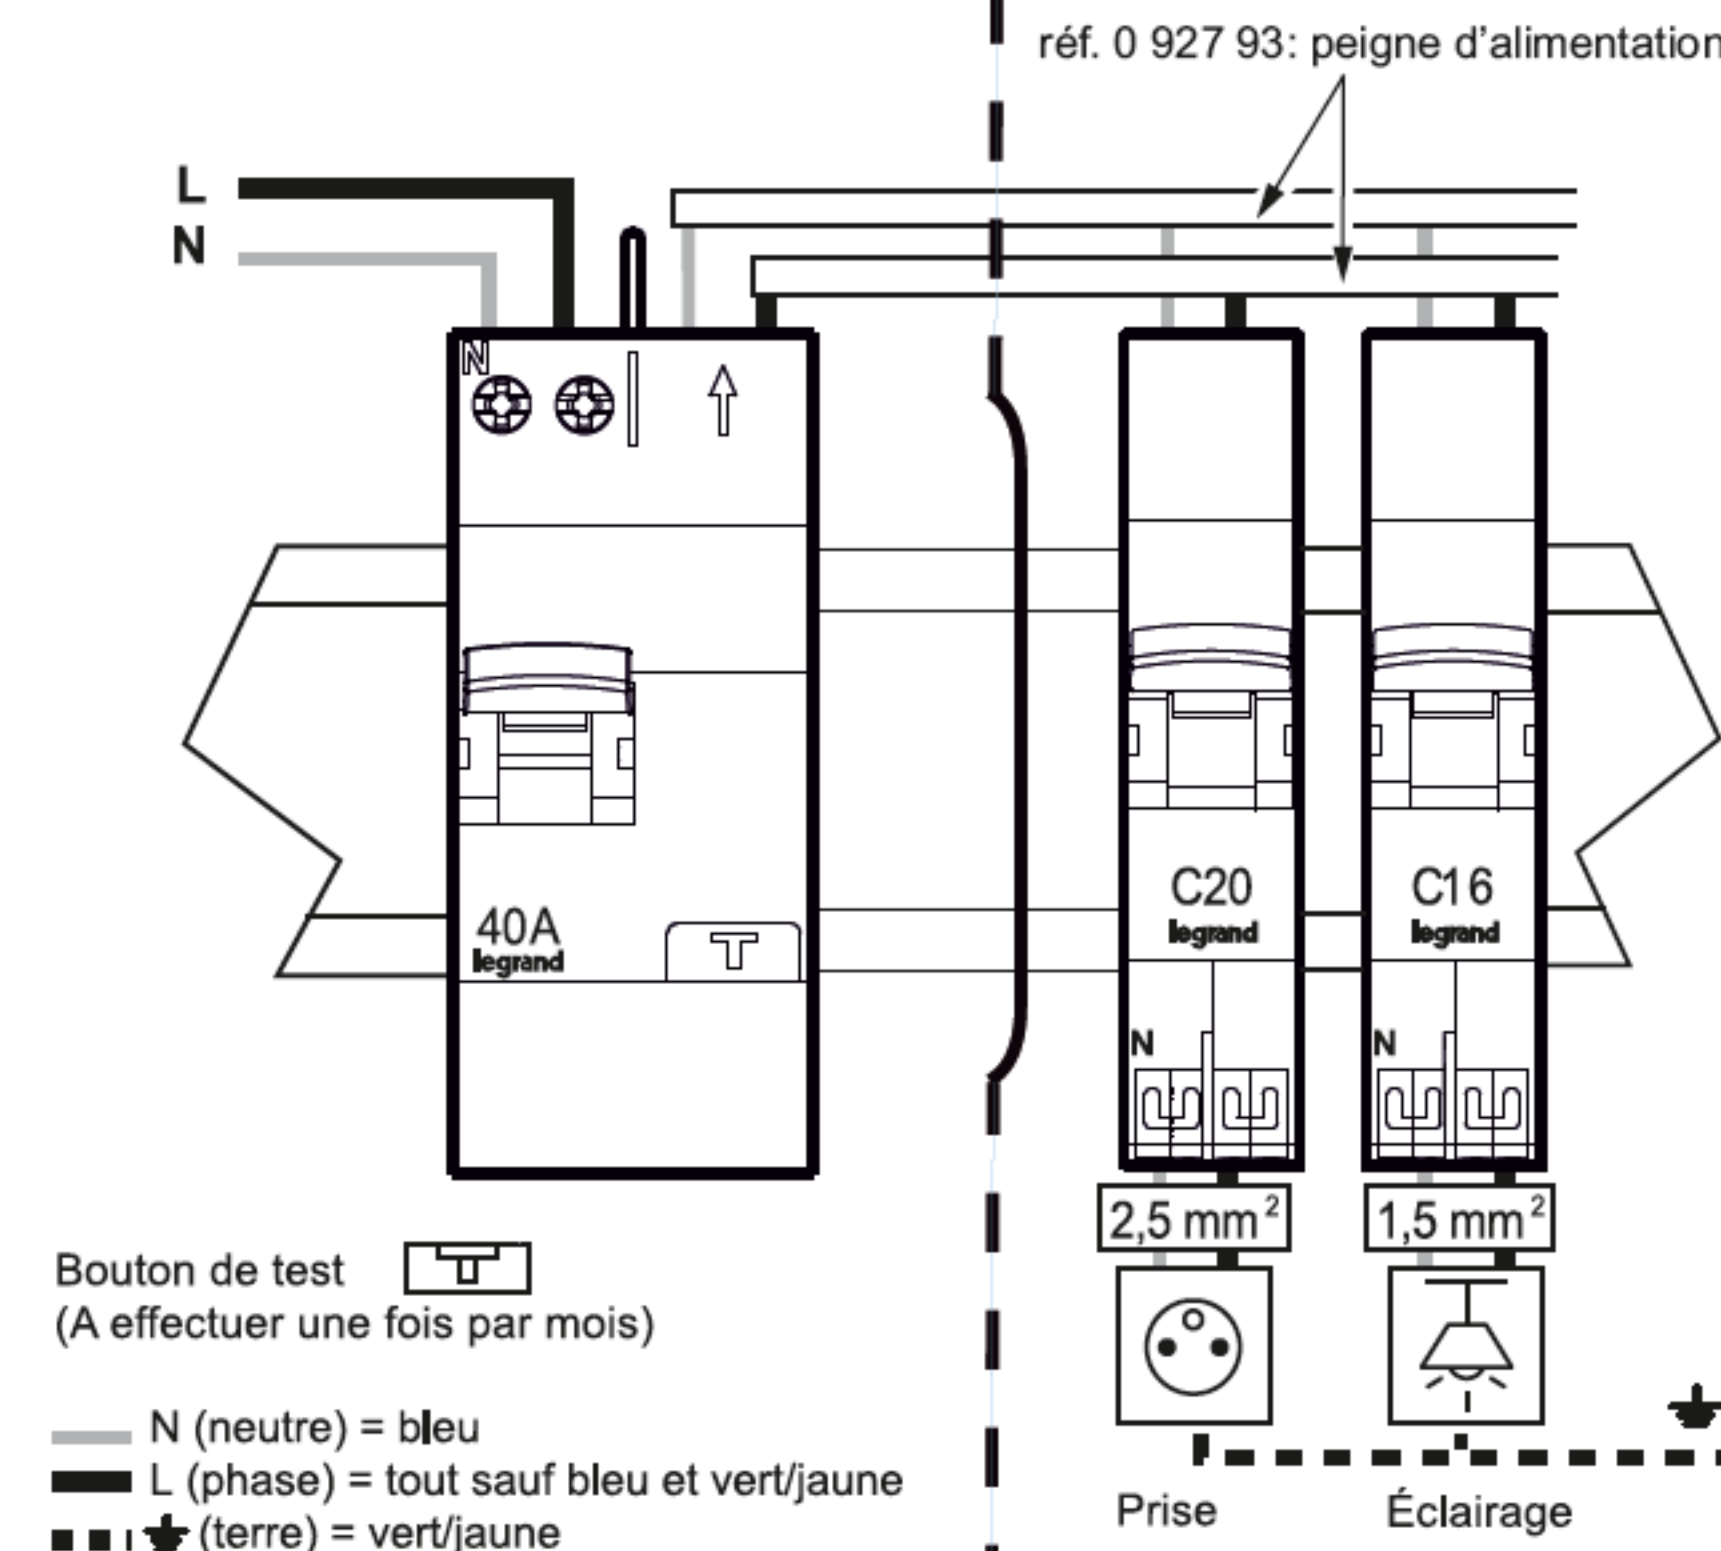 réf. 0 927 93: peigne d'alimentation
L
N
N
40A
legrand
T
C20
legrand
N
C16
legrand
N
2,5 mm²
1,5 mm²
Bouton de test T
(A effectuer une fois par mois)
N (neutre) = bleu
L (phase) = tout sauf bleu et vert/jaune
(terre) = vert/jaune
Prise
Éclairage